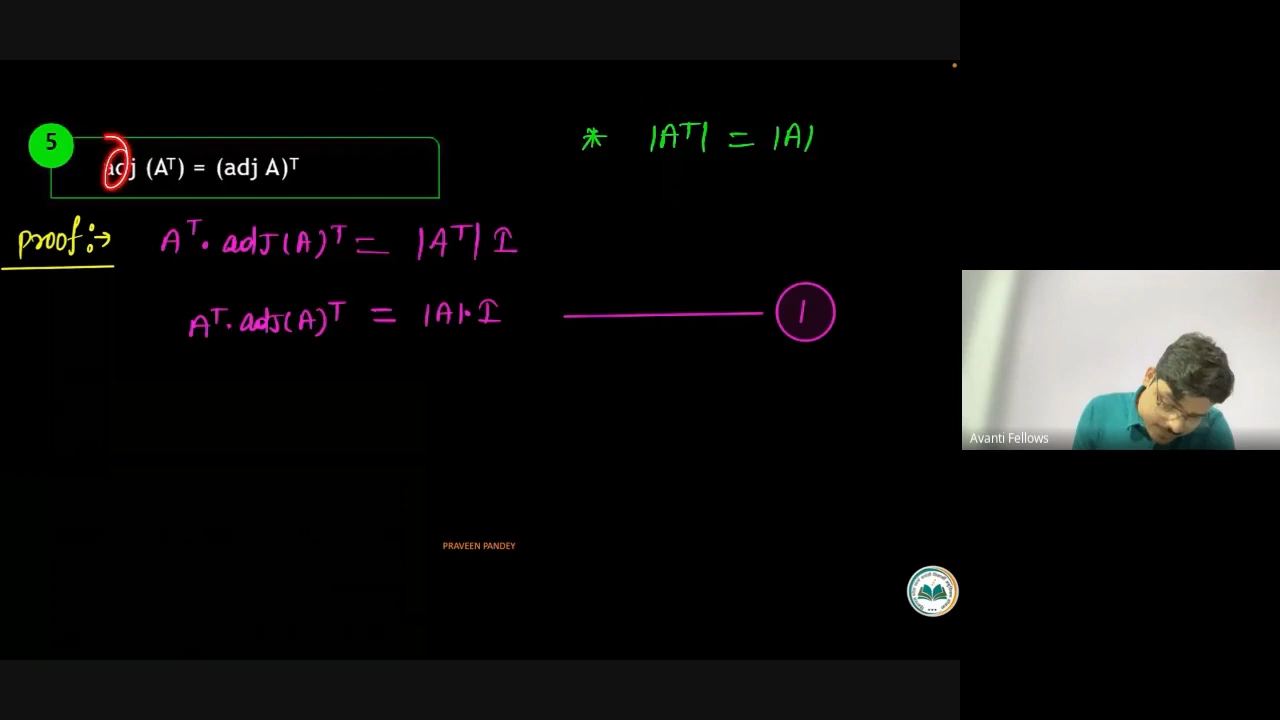 5
adj (Aᵀ) = (adj A)ᵀ
* |Aᵀ| = |A|
Proof:→ Aᵀ. adj(A)ᵀ = |Aᵀ| I
Aᵀ. adj(A)ᵀ = |A|. I ——— 1
Avanti Fellows
PRAVEEN PANDEY